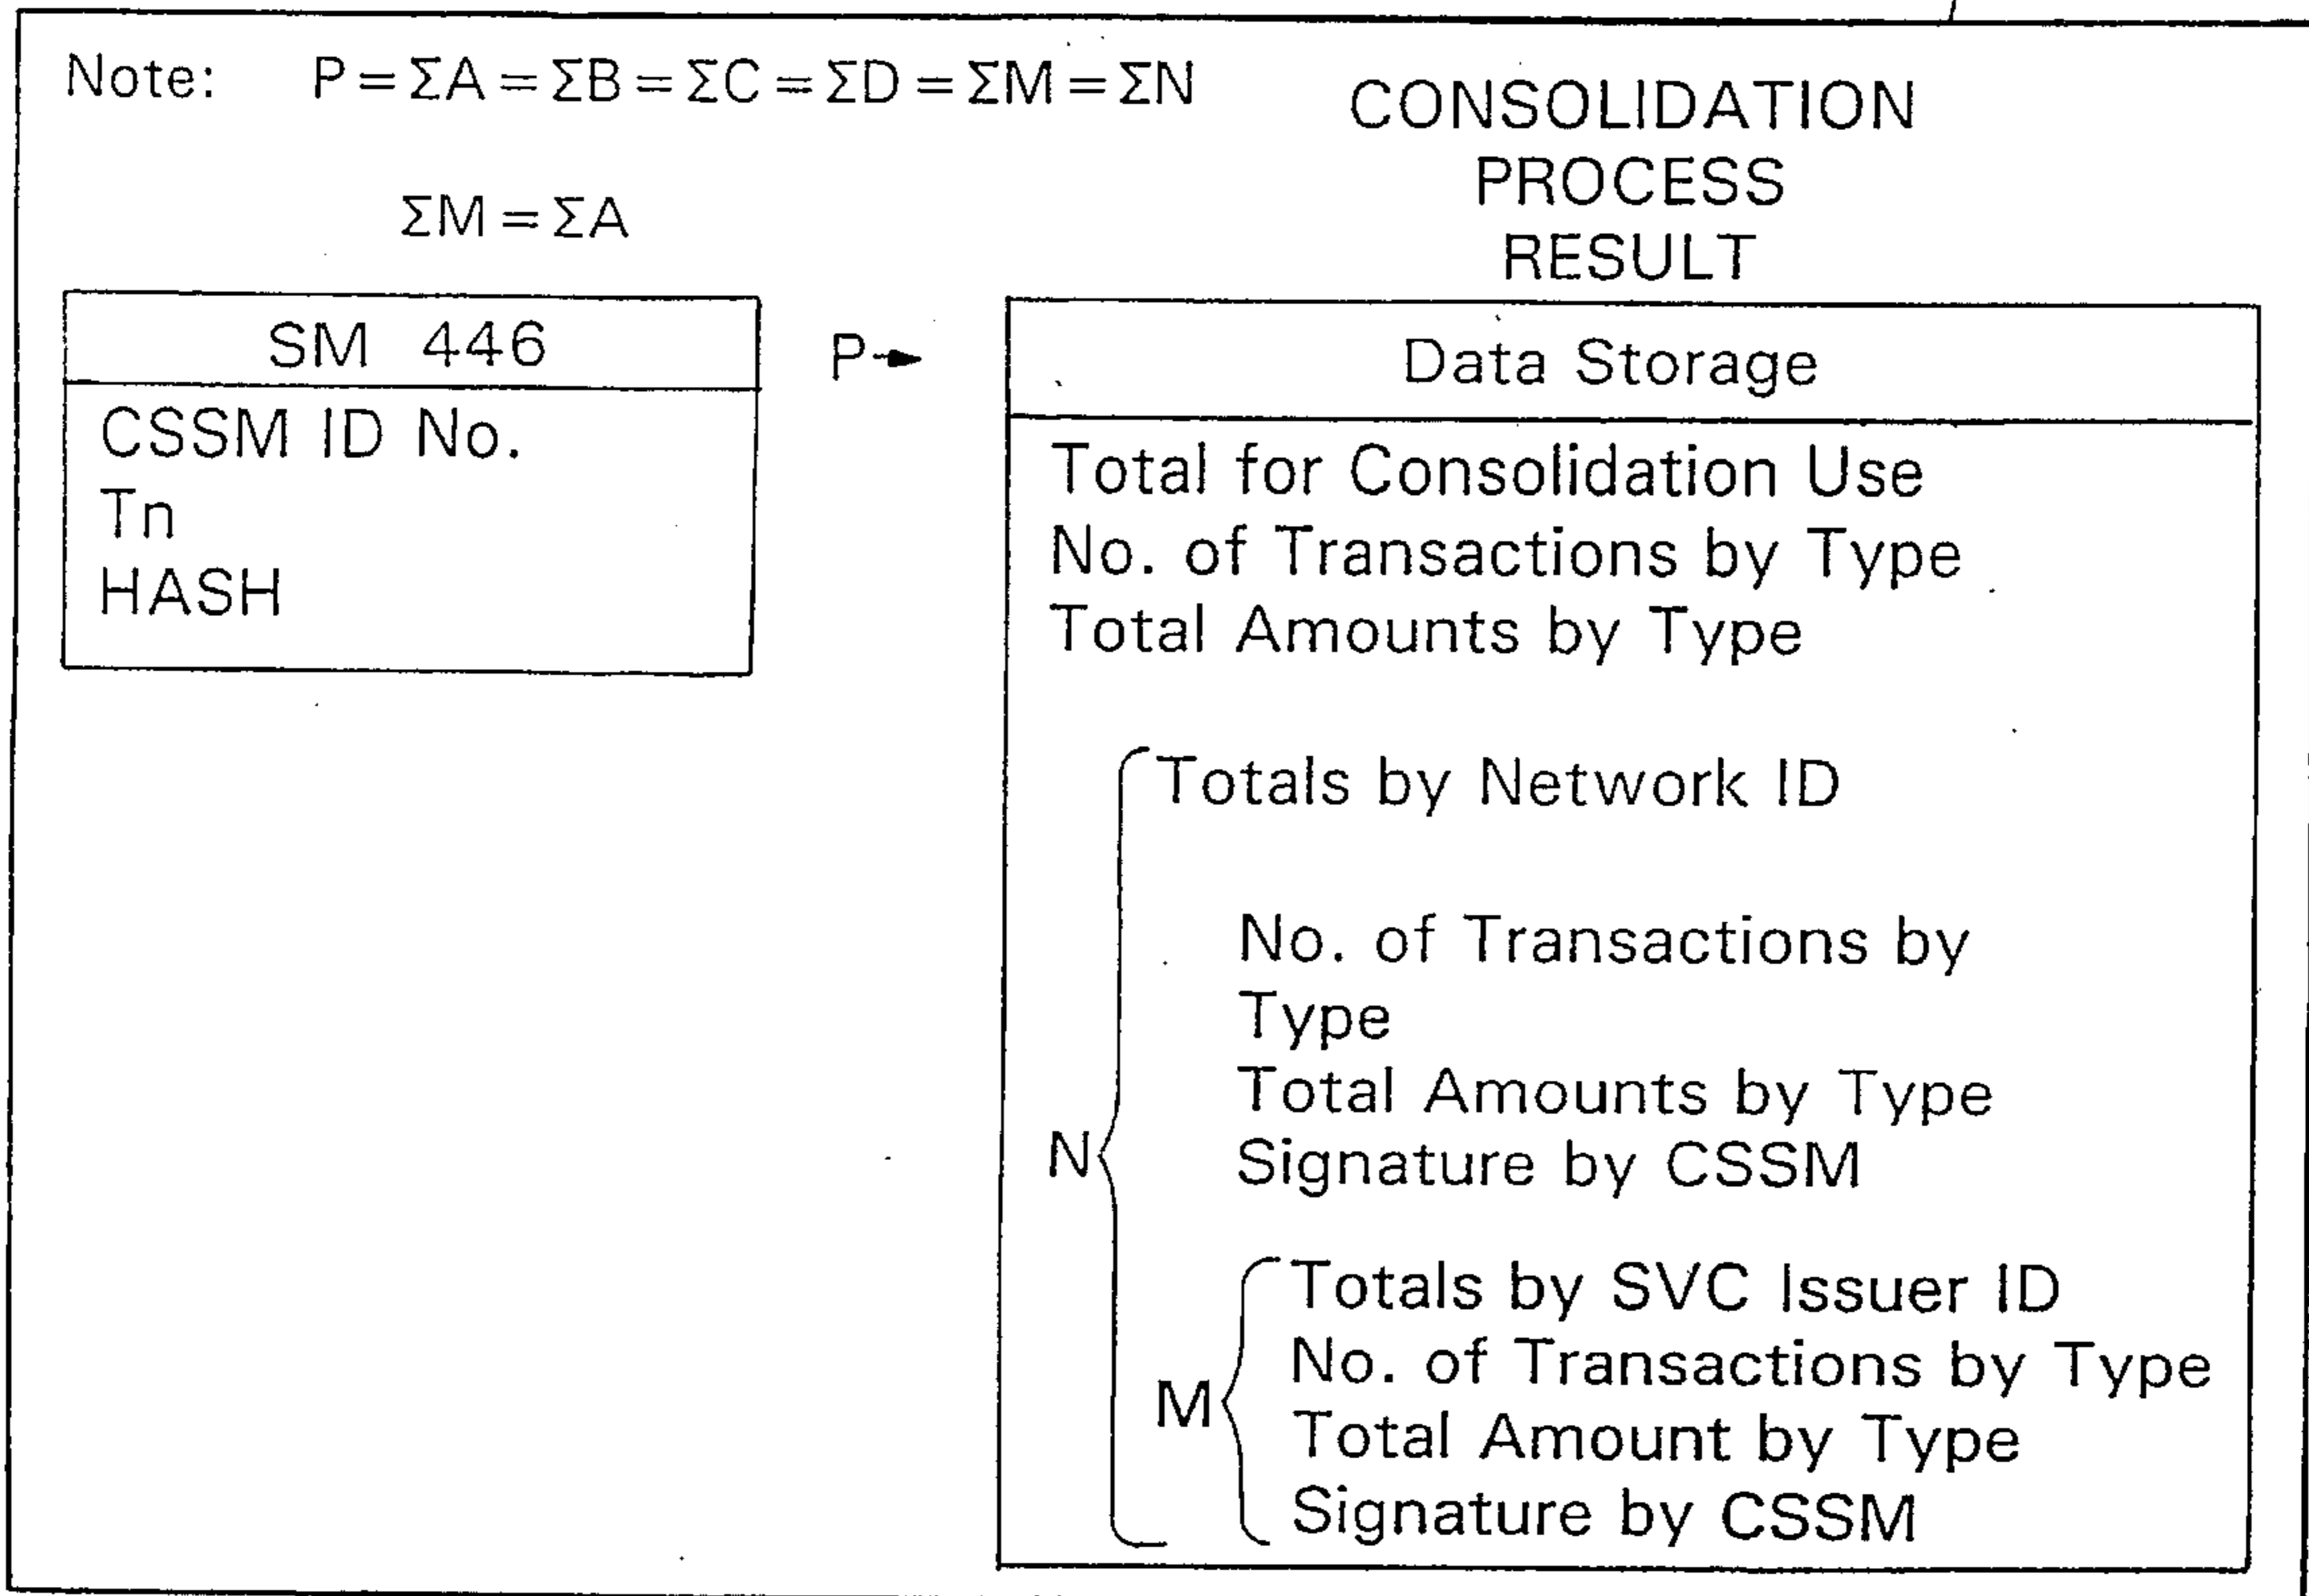 Note: P=ΣA=ΣB=ΣC=ΣD=ΣM=ΣN
ΣM=ΣA
CONSOLIDATION
PROCESS
RESULT
SM 446
CSSM ID No.
Tn
HASH
P
Data Storage
Total for Consolidation Use
No. of Transactions by Type
Total Amounts by Type
N
Totals by Network ID
No. of Transactions by
Type
Total Amounts by Type
Signature by CSSM
M
Totals by SVC Issuer ID
No. of Transactions by Type
Total Amount by Type
Signature by CSSM